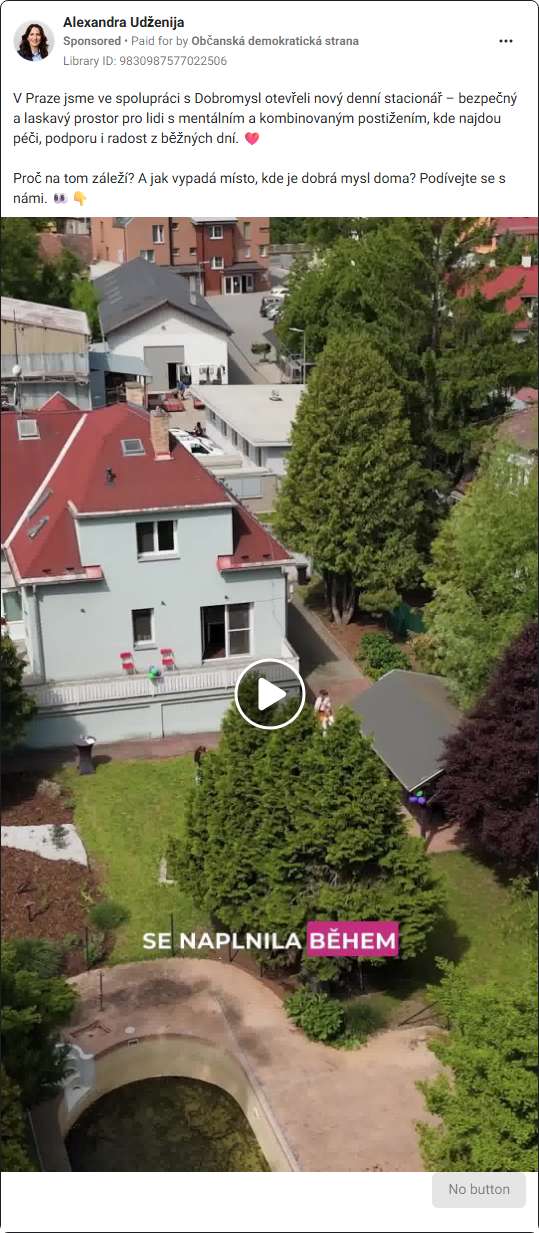 Alexandra Udženija
Sponsored • Paid for by Občanská demokratická strana
Library ID: 9830987577022506
V Praze jsme ve spolupráci s Dobromysl otevřeli nový denní stacionář – bezpečný
a laskavý prostor pro lidi s mentálním a kombinovaným postižením, kde najdou
péči, podporu i radost z běžných dní. 💗
Proč na tom záleží? A jak vypadá místo, kde je dobrá mysl doma? Podívejte se s
námi. 👀 👇
SE NAPLNILA BĚHEM
No button